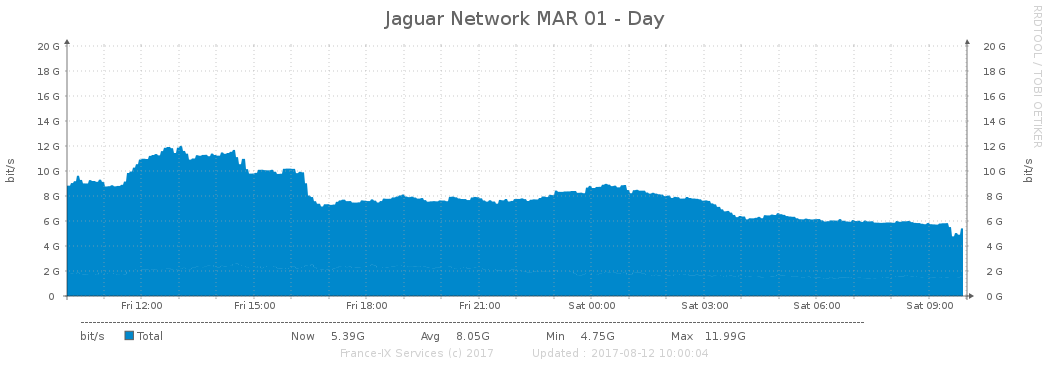 Jaguar Network MAR 01 - Day
RRDTOOL / TOBI OETIKER
bit/s
20 G
18 G
16 G
14 G
12 G
10 G
8 G
6 G
4 G
2 G
0
20 G
18 G
16 G
14 G
12 G
10 G
8 G
6 G
4 G
2 G
0 G
bit/s
Fri 12:00 Fri 15:00 Fri 18:00 Fri 21:00 Sat 00:00 Sat 03:00 Sat 06:00 Sat 09:00
bit/s Total Now 5.39G Avg 8.05G Min 4.75G Max 11.99G
France-IX Services (c) 2017 Updated : 2017-08-12 10:00:04